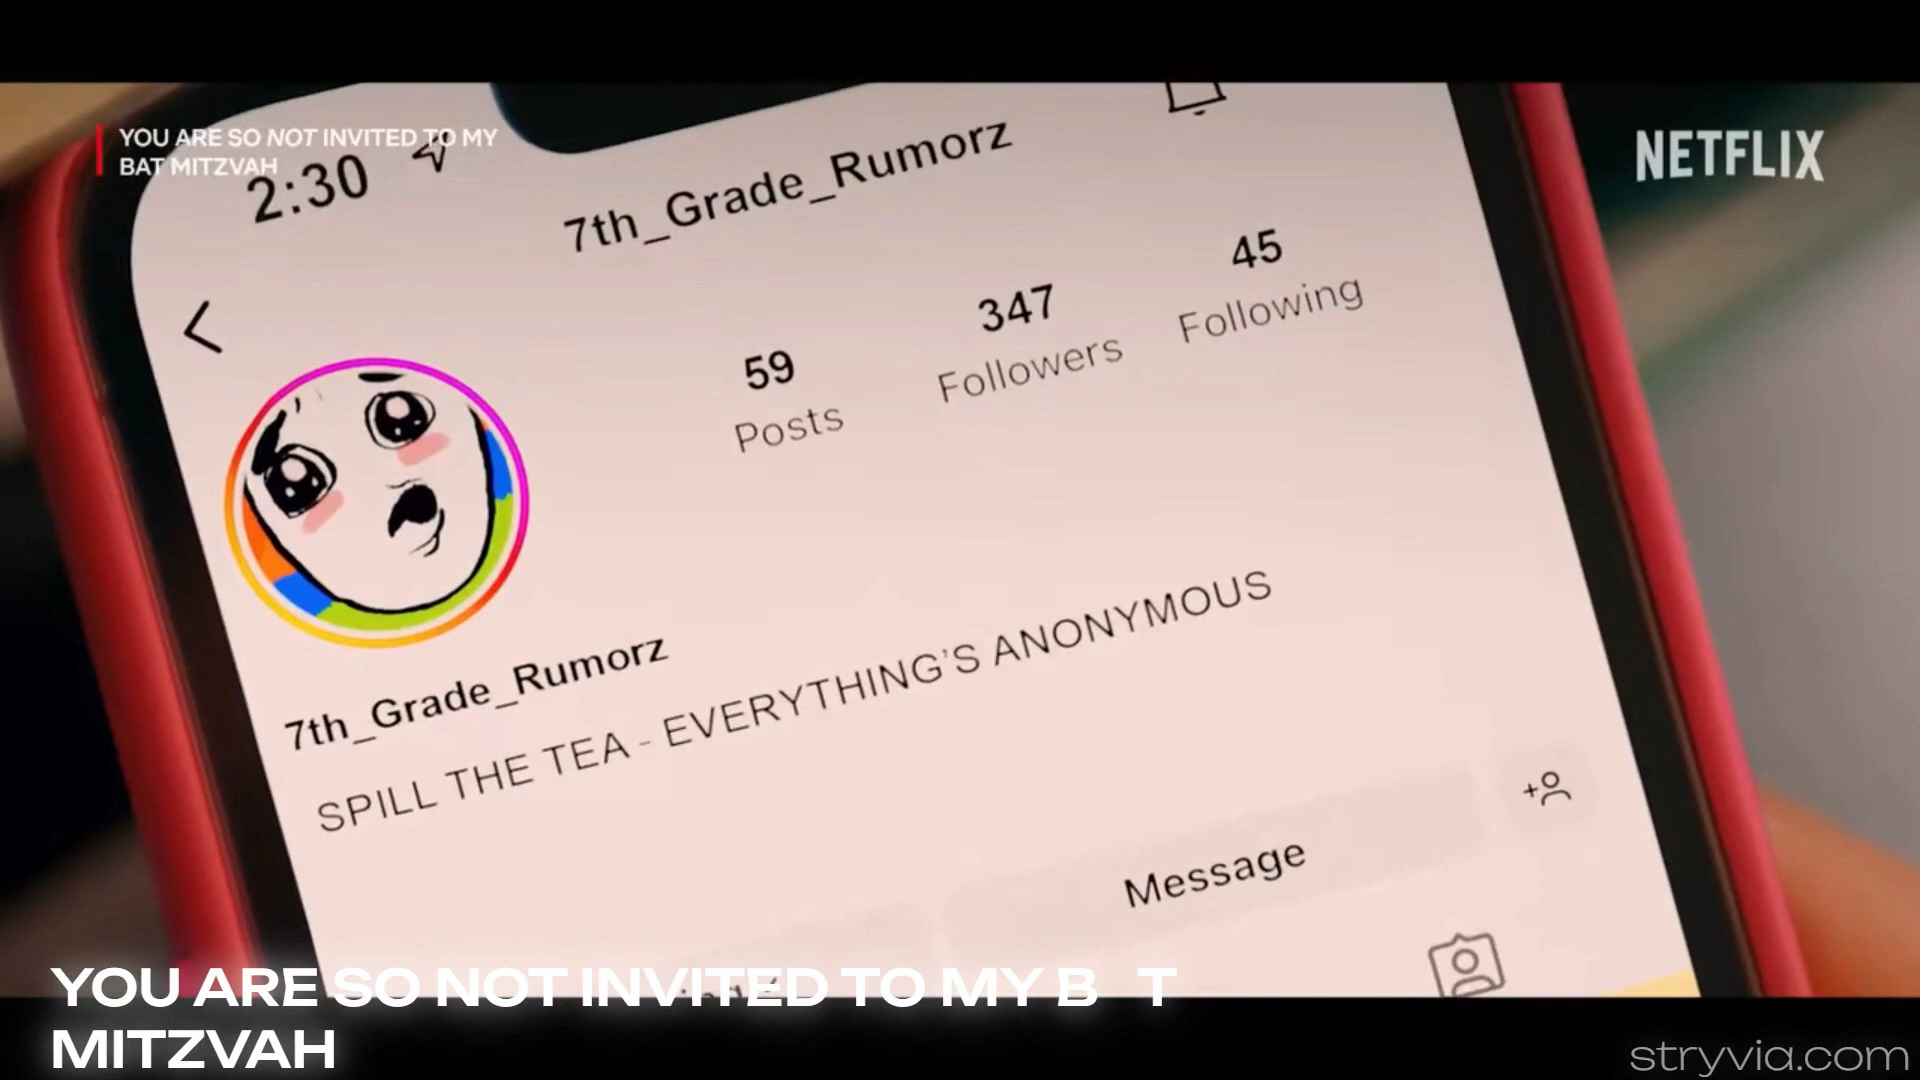 YOU ARE SO NOT INVITED TO MY
BAT MITZVAH
NETFLIX
2:30
7th_Grade_Rumorz
59
Posts
347
Followers
45
Following
7th_Grade_Rumorz
SPILL THE TEA - EVERYTHING'S ANONYMOUS
Message
YOU ARE SO NOT INVITED TO MY B T
MITZVAH
stryvia.com